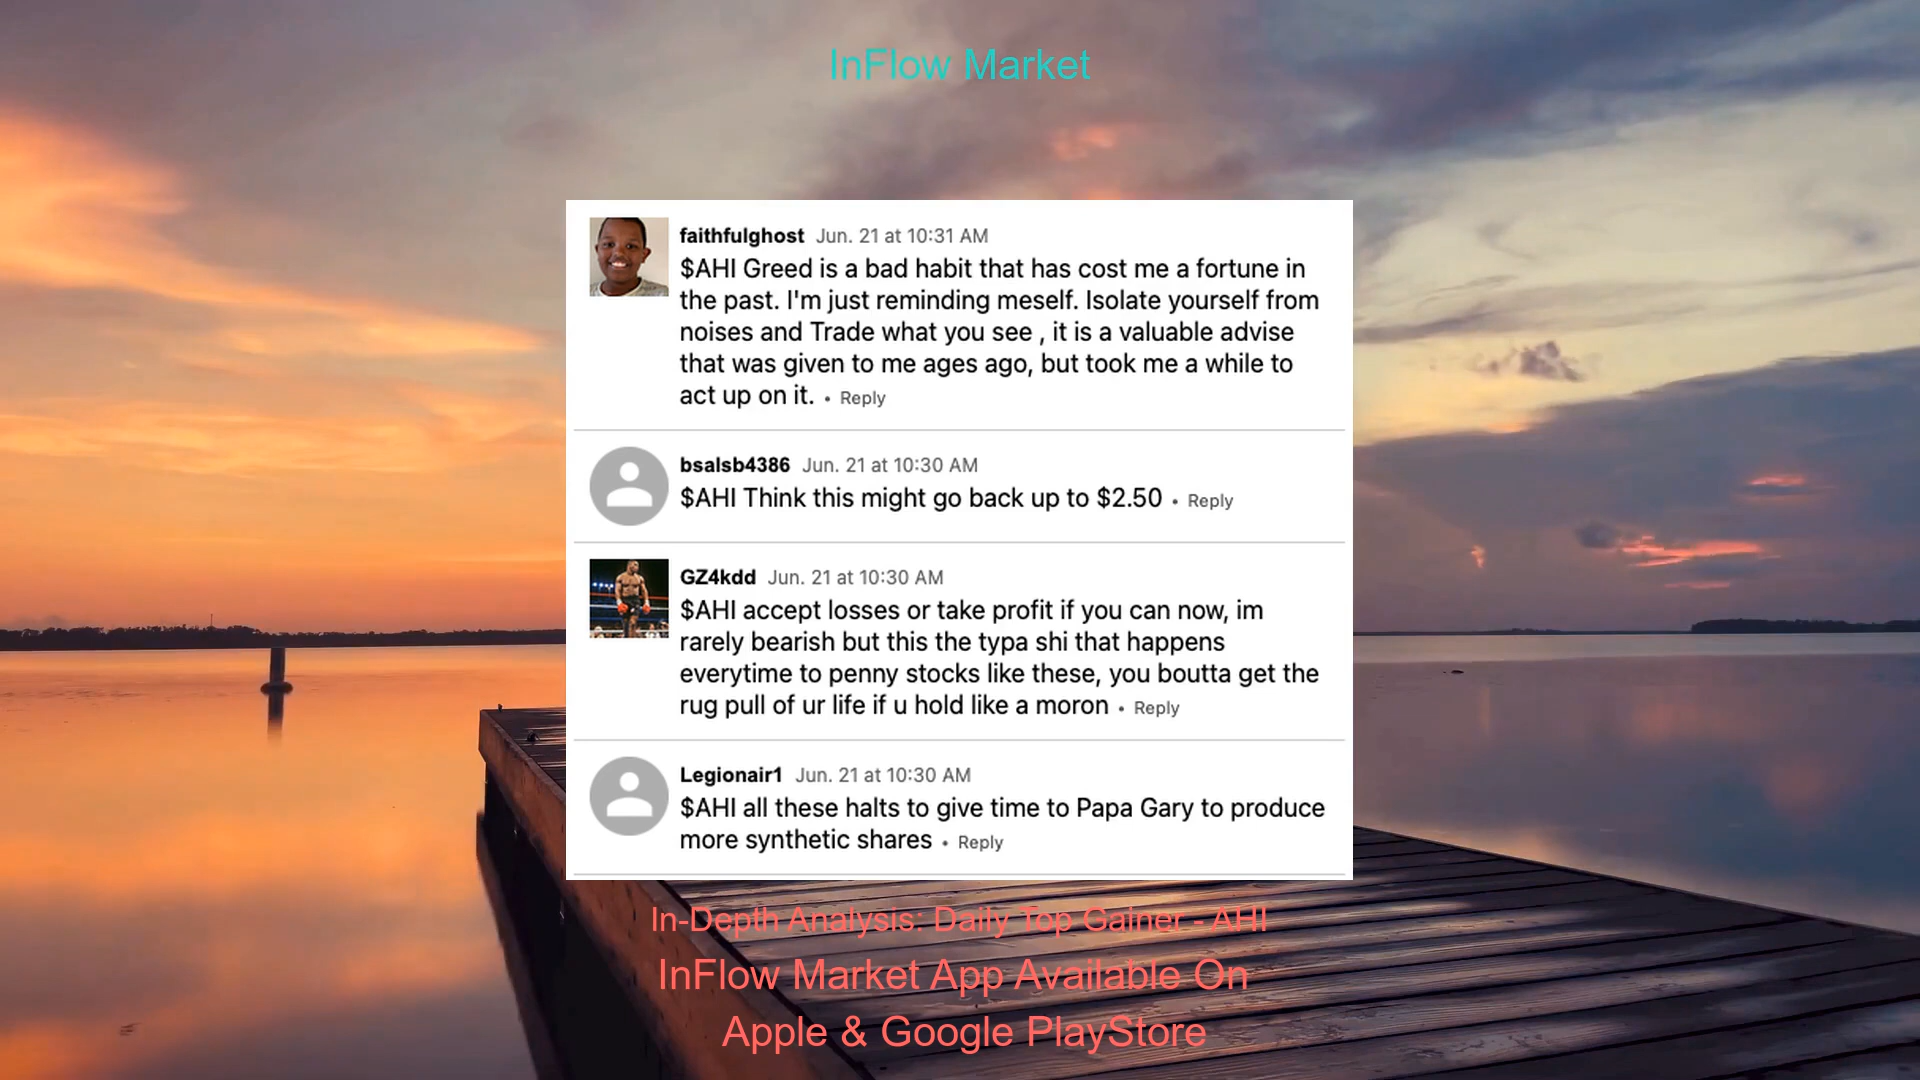 InFlow Market
faithfulghost Jun. 21 at 10:31 AM
$AHI Greed is a bad habit that has cost me a fortune in
the past. I'm just reminding meself. Isolate yourself from
noises and Trade what you see , it is a valuable advise
that was given to me ages ago, but took me a while to
act up on it. • Reply
bsalsb4386 Jun. 21 at 10:30 AM
$AHI Think this might go back up to $2.50 • Reply
GZ4kdd Jun. 21 at 10:30 AM
$AHI accept losses or take profit if you can now, im
rarely bearish but this the typa shi that happens
everytime to penny stocks like these, you boutta get the
rug pull of ur life if u hold like a moron • Reply
Legionair1 Jun. 21 at 10:30 AM
$AHI all these halts to give time to Papa Gary to produce
more synthetic shares • Reply
In-Depth Analysis: Daily Top Gainer - AHI
InFlow Market App Available On
Apple & Google PlayStore